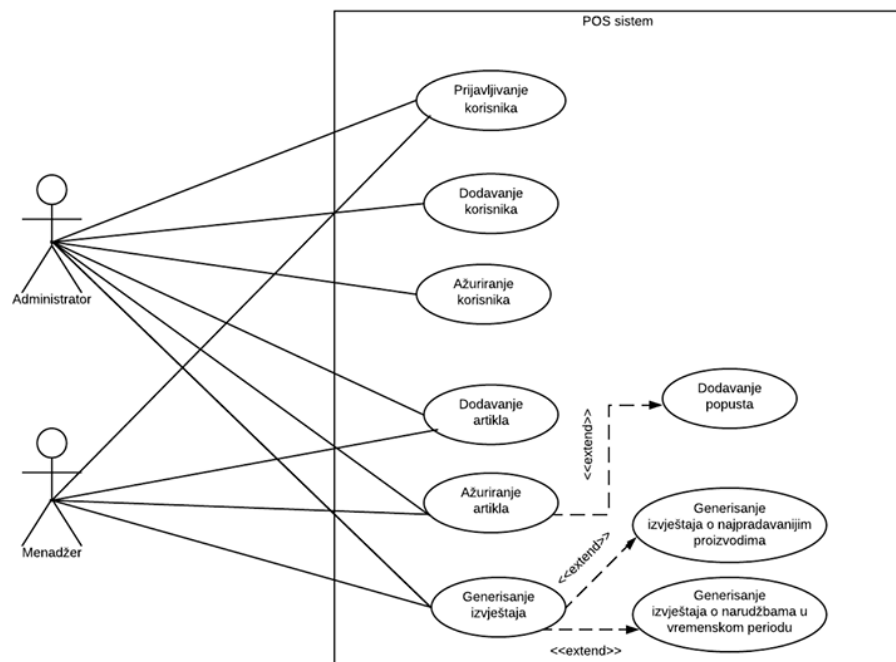 POS sistem
Prijavljivanje
korisnika
Dodavanje
korisnika
Administrator
Ažuriranje
korisnika
Dodavanje
artikla
<<extend>>
Dodavanje
popusta
Menadžer
Ažuriranje
artikla
<<extend>>
Generisanje
izvještaja o najpradavanijim
proizvodima
Generisanje
izvještaja
Generisanje
izvještaja o narudžbama u
vremenskom periodu
<<extend>>